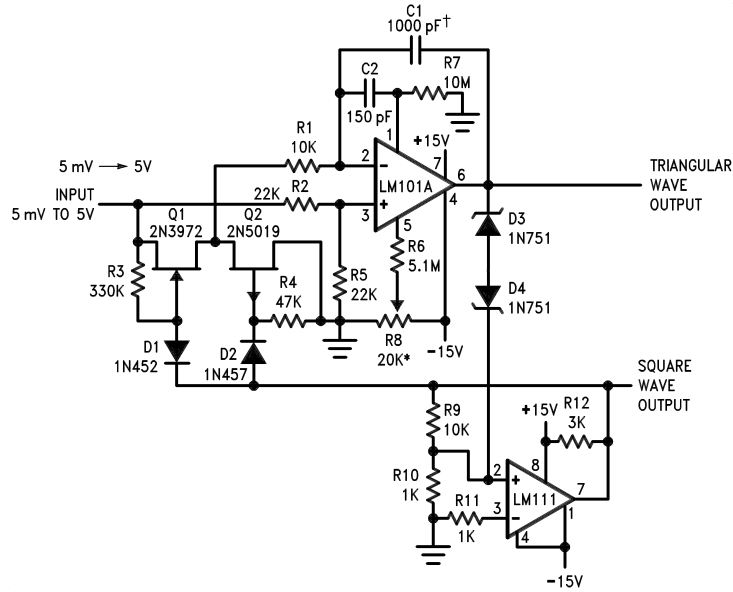 C1
1000 pF†
C2
150 pF
R7
10M
R1
10K
1
+15V
5 mV → 5V
2
7
6
TRIANGULAR
WAVE
OUTPUT
INPUT
5 mV TO 5V
22K
R2
LM101A
−
+
3
4
5
Q1
2N3972
Q2
2N5019
D3
1N751
R3
330K
R4
47K
R5
22K
R6
5.1M
D4
1N751
D1
1N452
D2
1N457
R8
20K*
−15V
SQUARE
WAVE
OUTPUT
R9
10K
+15V
R12
3K
R10
1K
8
2
+
LM111
7
R11
1K
3
−
1
4
−15V